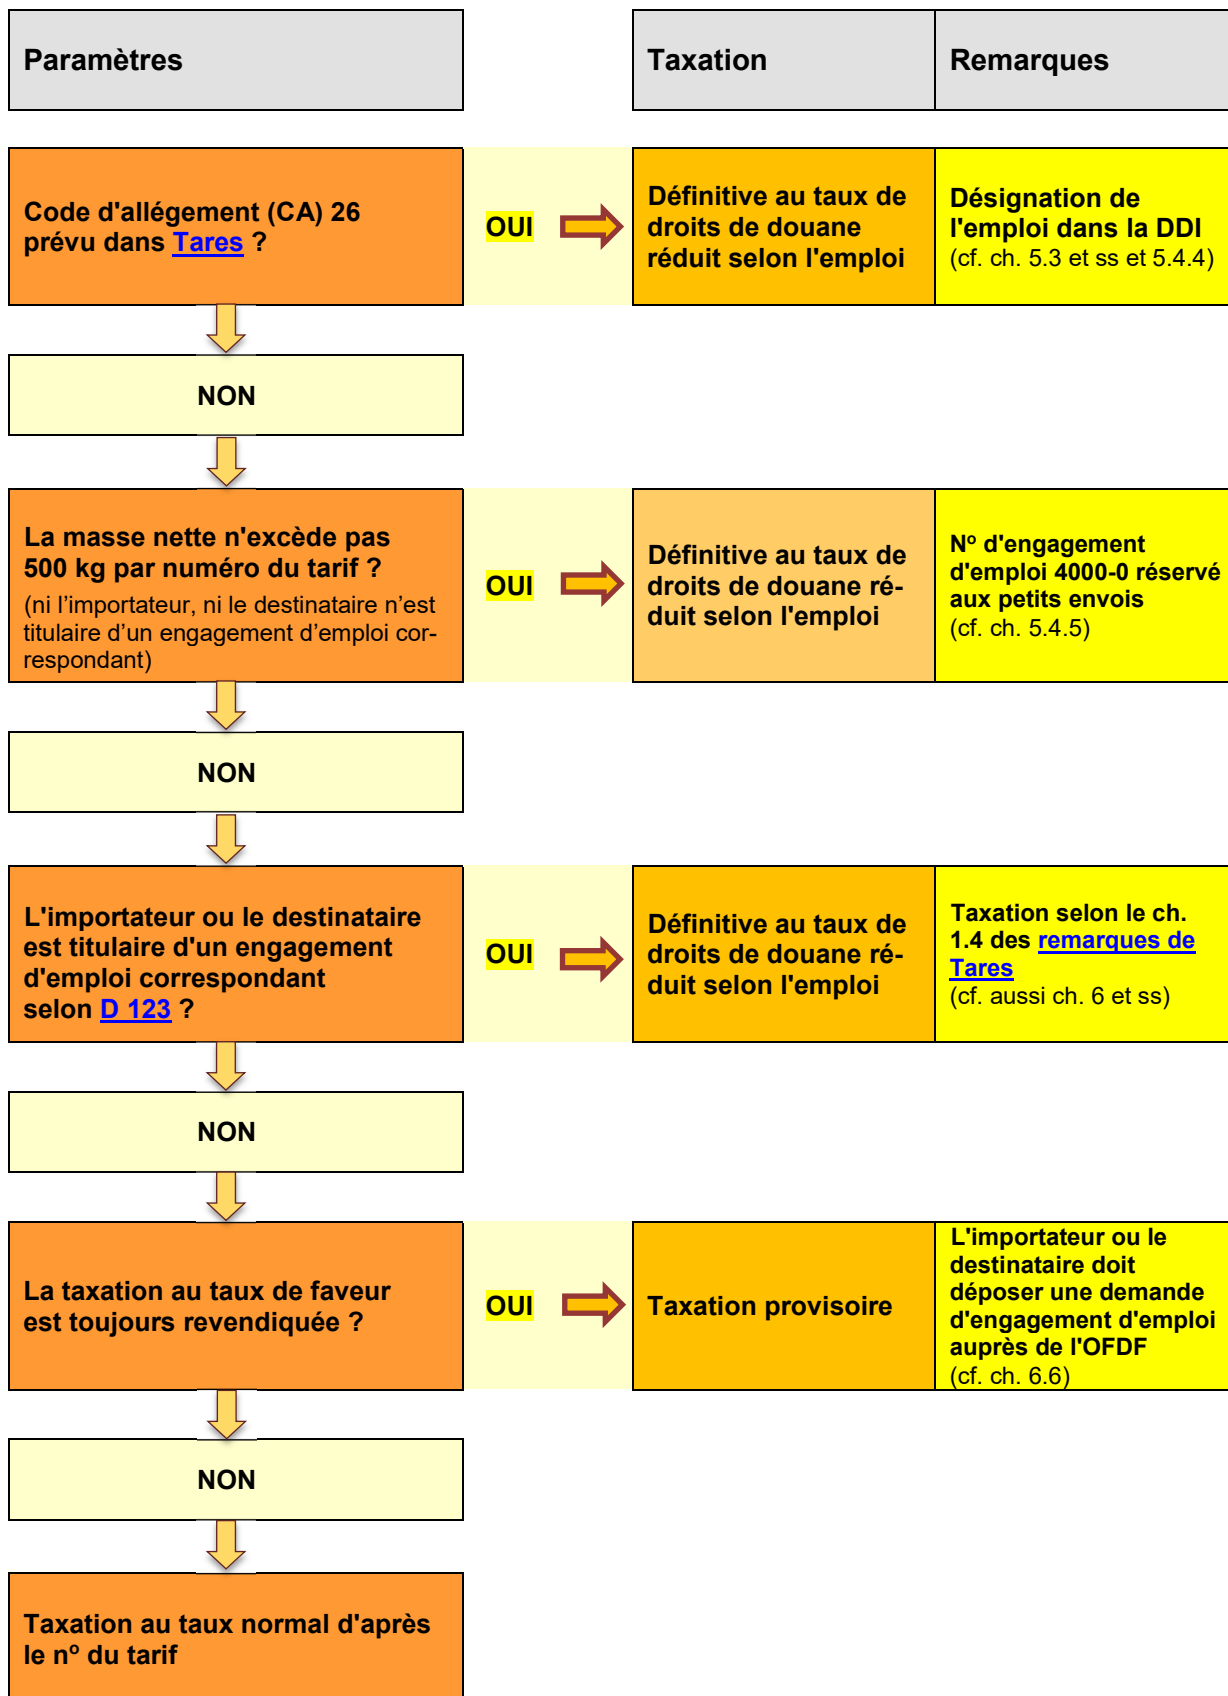 Paramètres
Taxation
Remarques
Code d'allégement (CA) 26
prévu dans Tares ?
OUI
Définitive au taux de
droits de douane
réduit selon l'emploi
Désignation de
l'emploi dans la DDI
(cf. ch. 5.3 et ss et 5.4.4)
NON
La masse nette n'excède pas
500 kg par numéro du tarif ?
(ni l'importateur, ni le destinataire n'est
titulaire d'un engagement d'emploi cor-
respondant)
OUI
Définitive au taux de
droits de douane ré-
duit selon l'emploi
Nº d'engagement
d'emploi 4000-0 réservé
aux petits envois
(cf. ch. 5.4.5)
NON
L'importateur ou le destinataire
est titulaire d'un engagement
d'emploi correspondant
selon D 123 ?
OUI
Définitive au taux de
droits de douane ré-
duit selon l'emploi
Taxation selon le ch.
1.4 des remarques de
Tares
(cf. aussi ch. 6 et ss)
NON
La taxation au taux de faveur
est toujours revendiquée ?
OUI
Taxation provisoire
L'importateur ou le
destinataire doit
déposer une demande
d'engagement d'emploi
auprès de l'OFDF
(cf. ch. 6.6)
NON
Taxation au taux normal d'après
le nº du tarif